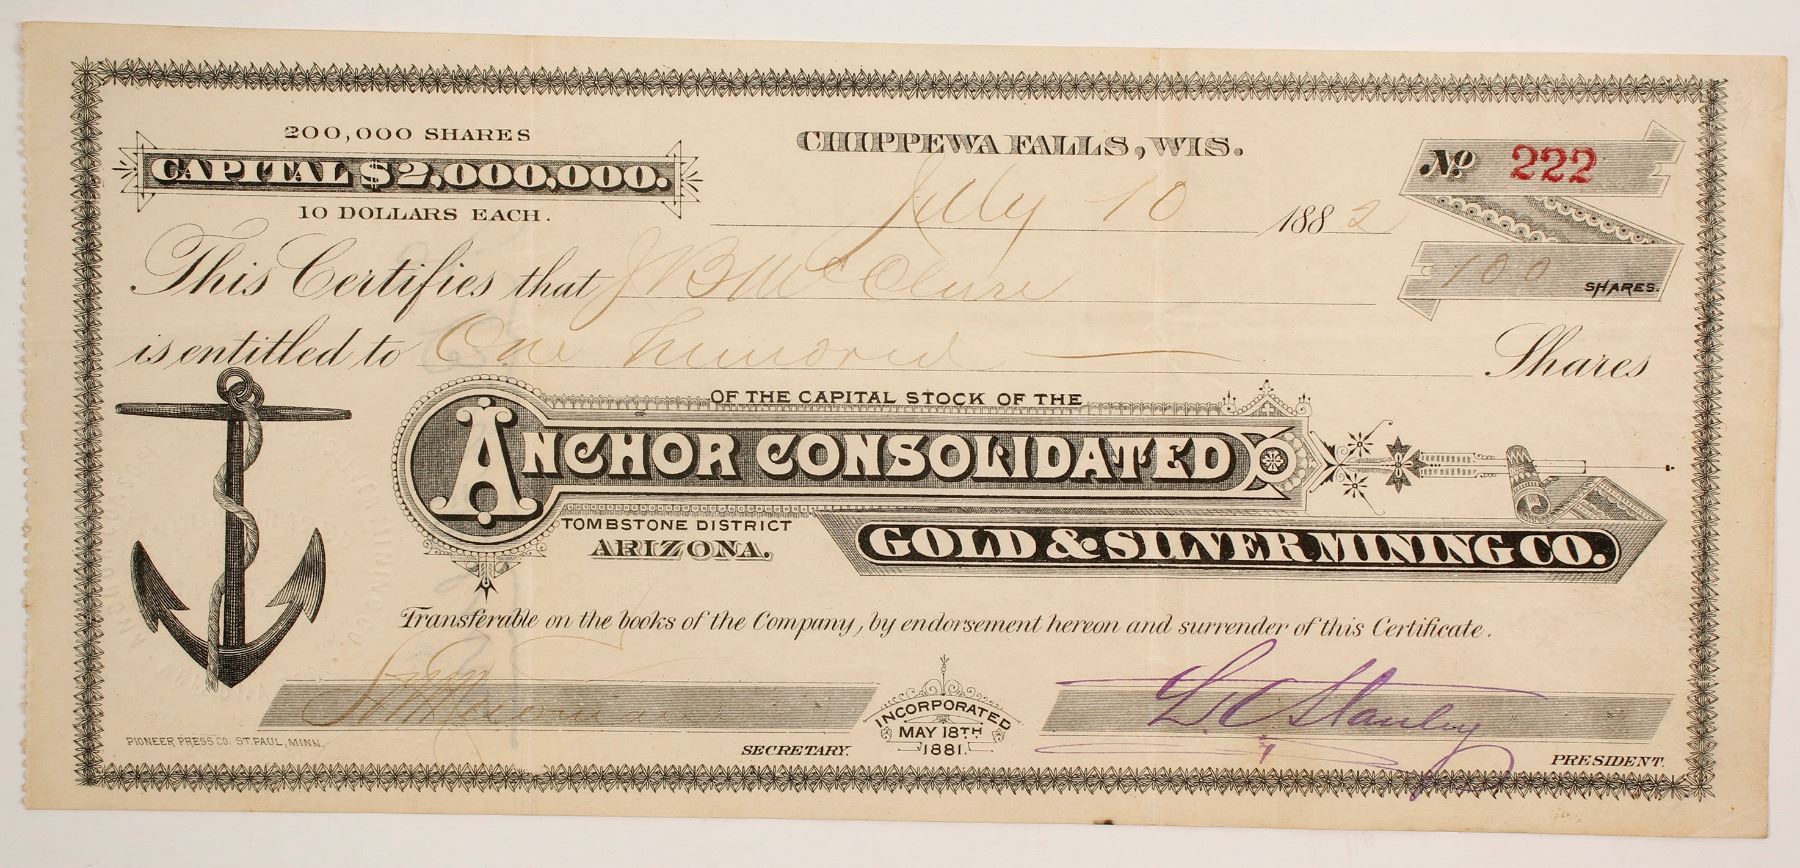 200,000 SHARES
CAPITAL $2,000,000.
10 DOLLARS EACH.
CHIPPEWA FALLS, WIS.
July 10 1882
No 222
100 SHARES.
This Certifies that J B McClure
is entitled to One hundred Shares
OF THE CAPITAL STOCK OF THE
ANCHOR CONSOLIDATED
TOMBSTONE DISTRICT
ARIZONA.
GOLD & SILVER MINING CO.
Transferable on the books of the Company, by endorsement hereon and surrender of this Certificate.
INCORPORATED
MAY 18TH
1881.
L C Stanley
PIONEER PRESS CO. ST. PAUL, MINN.
SECRETARY.
PRESIDENT.